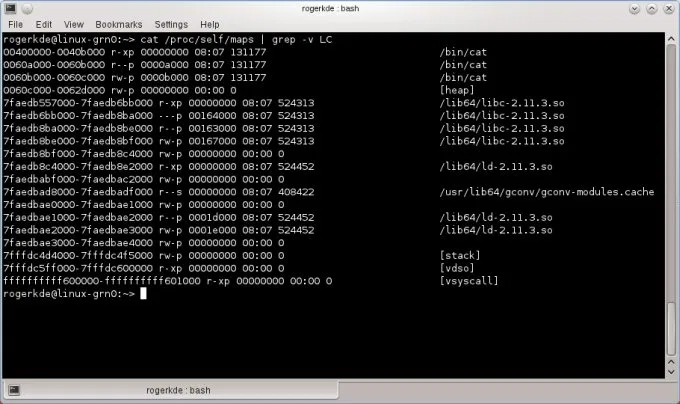 rogerkde : bash
File Edit View Bookmarks Settings Help
rogerkde@linux-grn0:~> cat /proc/self/maps | grep -v LC
00400000-0040b000 r-xp 00000000 08:07 131177 /bin/cat
0060a000-0060b000 r--p 0000a000 08:07 131177 /bin/cat
0060b000-0060c000 rw-p 0000b000 08:07 131177 /bin/cat
0060c000-0062d000 rw-p 00000000 00:00 0 [heap]
7faedb557000-7faedb6bb000 r-xp 00000000 08:07 524313 /lib64/libc-2.11.3.so
7faedb6bb000-7faedb8ba000 ---p 00164000 08:07 524313 /lib64/libc-2.11.3.so
7faedb8ba000-7faedb8be000 r--p 00163000 08:07 524313 /lib64/libc-2.11.3.so
7faedb8be000-7faedb8bf000 rw-p 00167000 08:07 524313 /lib64/libc-2.11.3.so
7faedb8bf000-7faedb8c4000 rw-p 00000000 00:00 0
7faedb8c4000-7faedb8e2000 r-xp 00000000 08:07 524452 /lib64/ld-2.11.3.so
7faedbabf000-7faedbac2000 rw-p 00000000 00:00 0
7faedbad8000-7faedbadf000 r--s 00000000 08:07 408422 /usr/lib64/gconv/gconv-modules.cache
7faedbae0000-7faedbae1000 rw-p 00000000 00:00 0
7faedbae1000-7faedbae2000 r--p 0001d000 08:07 524452 /lib64/ld-2.11.3.so
7faedbae2000-7faedbae3000 rw-p 0001e000 08:07 524452 /lib64/ld-2.11.3.so
7faedbae3000-7faedbae4000 rw-p 00000000 00:00 0
7fffdc4d4000-7fffdc4f5000 rw-p 00000000 00:00 0 [stack]
7fffdc5ff000-7fffdc600000 r-xp 00000000 00:00 0 [vdso]
ffffffffff600000-ffffffffff601000 r-xp 00000000 00:00 0 [vsyscall]
rogerkde@linux-grn0:~>
rogerkde : bash